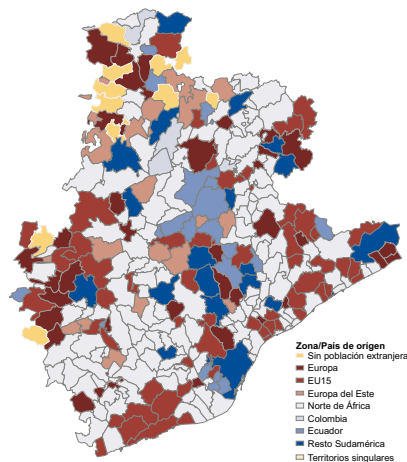 Zona/País de origen
Sin población extranjera
Europa
EU15
Europa del Este
Norte de África
Colombia
Ecuador
Resto Sudamérica
Territorios singulares